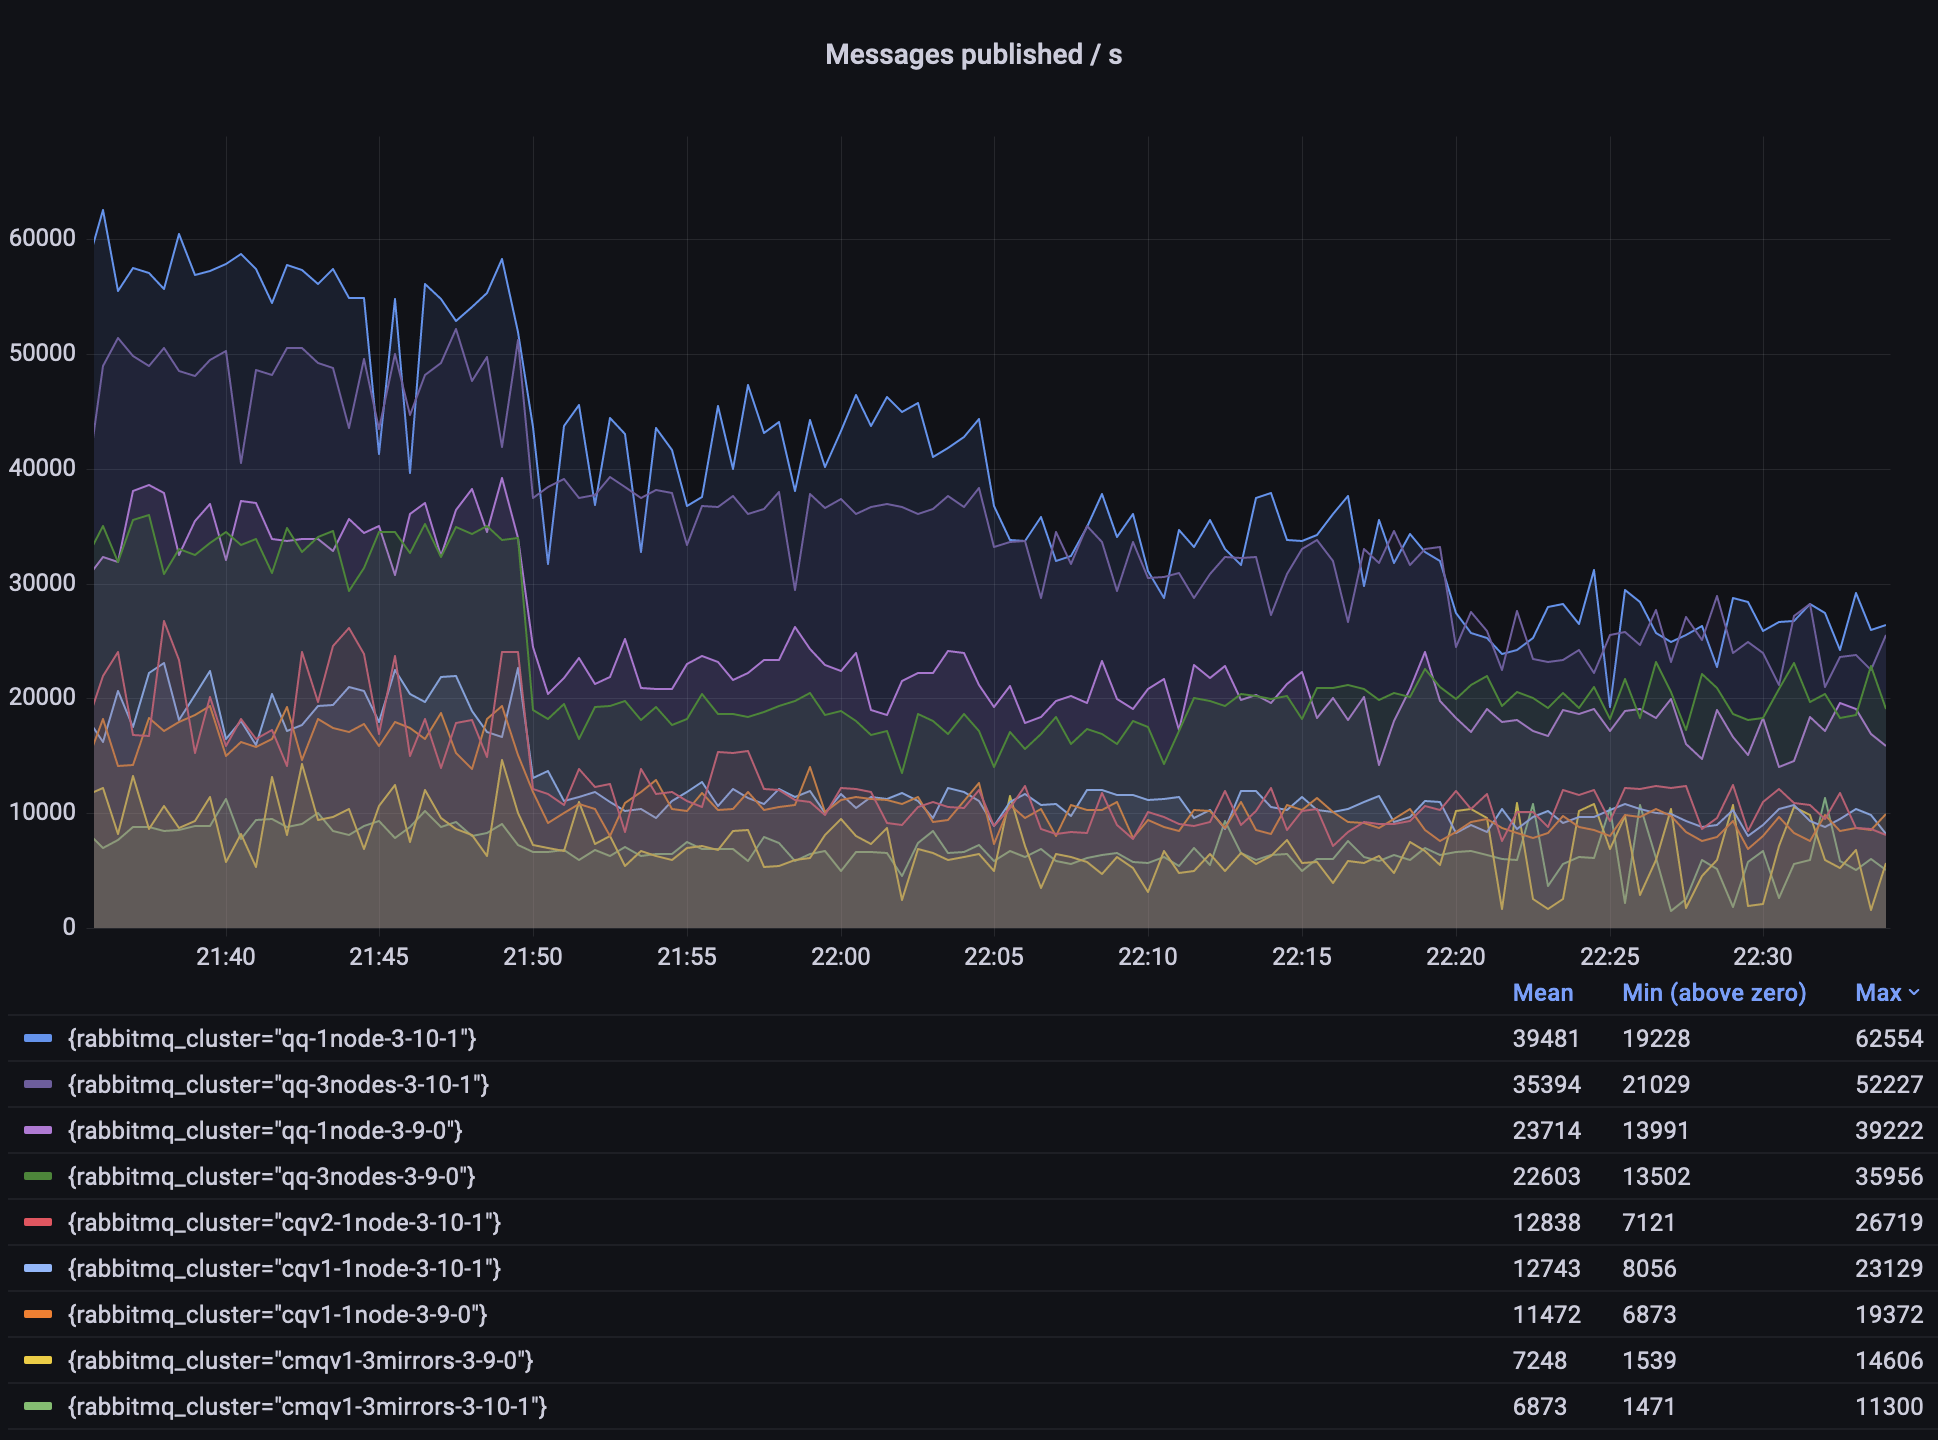 Messages published / s
60000
50000
40000
30000
20000
10000
0
21:40 21:45 21:50 21:55 22:00 22:05 22:10 22:15 22:20 22:25 22:30
Mean Min (above zero) Max
{rabbitmq_cluster="qq-1node-3-10-1"} 39481 19228 62554
{rabbitmq_cluster="qq-3nodes-3-10-1"} 35394 21029 52227
{rabbitmq_cluster="qq-1node-3-9-0"} 23714 13991 39222
{rabbitmq_cluster="qq-3nodes-3-9-0"} 22603 13502 35956
{rabbitmq_cluster="cqv2-1node-3-10-1"} 12838 7121 26719
{rabbitmq_cluster="cqv1-1node-3-10-1"} 12743 8056 23129
{rabbitmq_cluster="cqv1-1node-3-9-0"} 11472 6873 19372
{rabbitmq_cluster="cmqv1-3mirrors-3-9-0"} 7248 1539 14606
{rabbitmq_cluster="cmqv1-3mirrors-3-10-1"} 6873 1471 11300